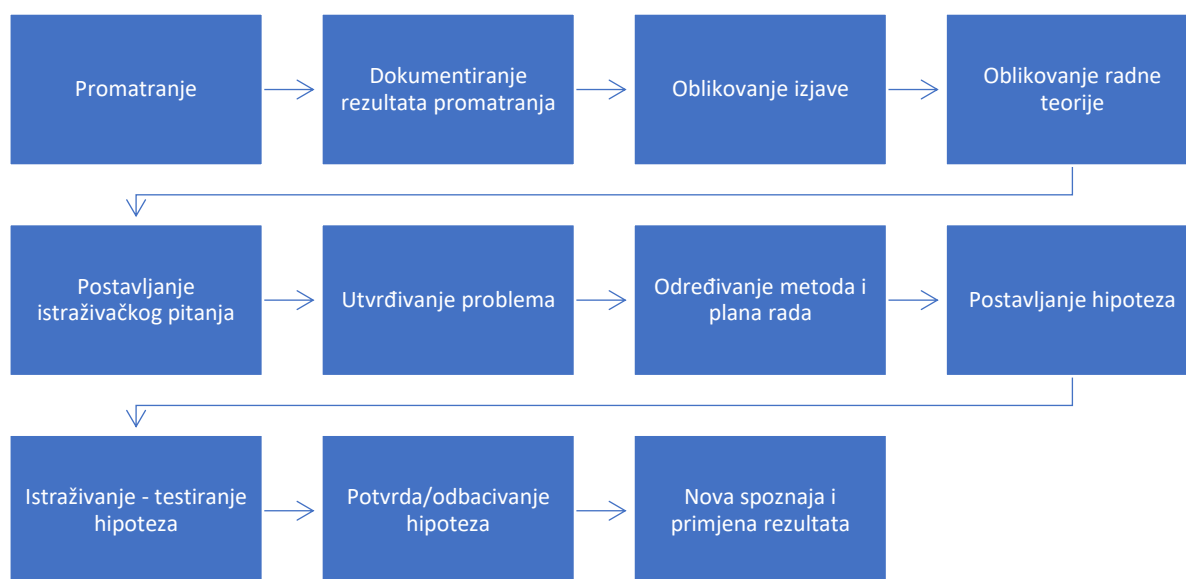 Promatranje
Dokumentiranje
rezultata promatranja
Oblikovanje izjave
Oblikovanje radne
teorije
Postavljanje
istraživačkog pitanja
Utvrđivanje problema
Određivanje metoda i
plana rada
Postavljanje hipoteza
Istraživanje - testiranje
hipoteza
Potvrda/odbacivanje
hipoteza
Nova spoznaja i
primjena rezultata